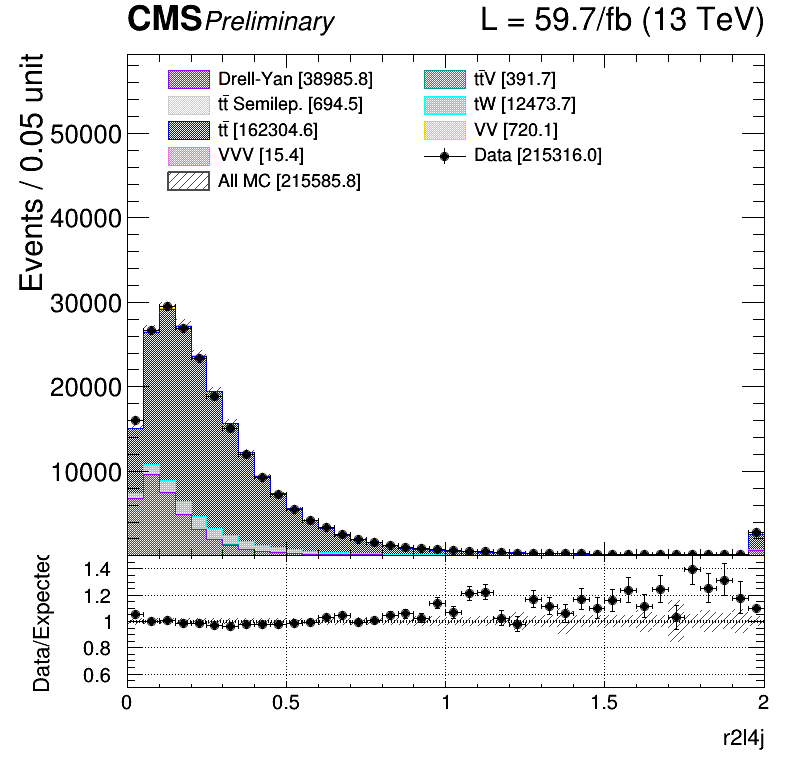 CMS Preliminary L = 59.7/fb (13 TeV)
Events / 0.05 unit
Drell-Yan [38985.8]
tt̄ Semilep. [694.5]
tt̄ [162304.6]
VVV [15.4]
All MC [215585.8]
tt̄V [391.7]
tW [12473.7]
VV [720.1]
Data [215316.0]
50000
40000
30000
20000
10000
Data/Expected
1.4
1.2
1
0.8
0.6
0 0.5 1 1.5 2
r2l4j